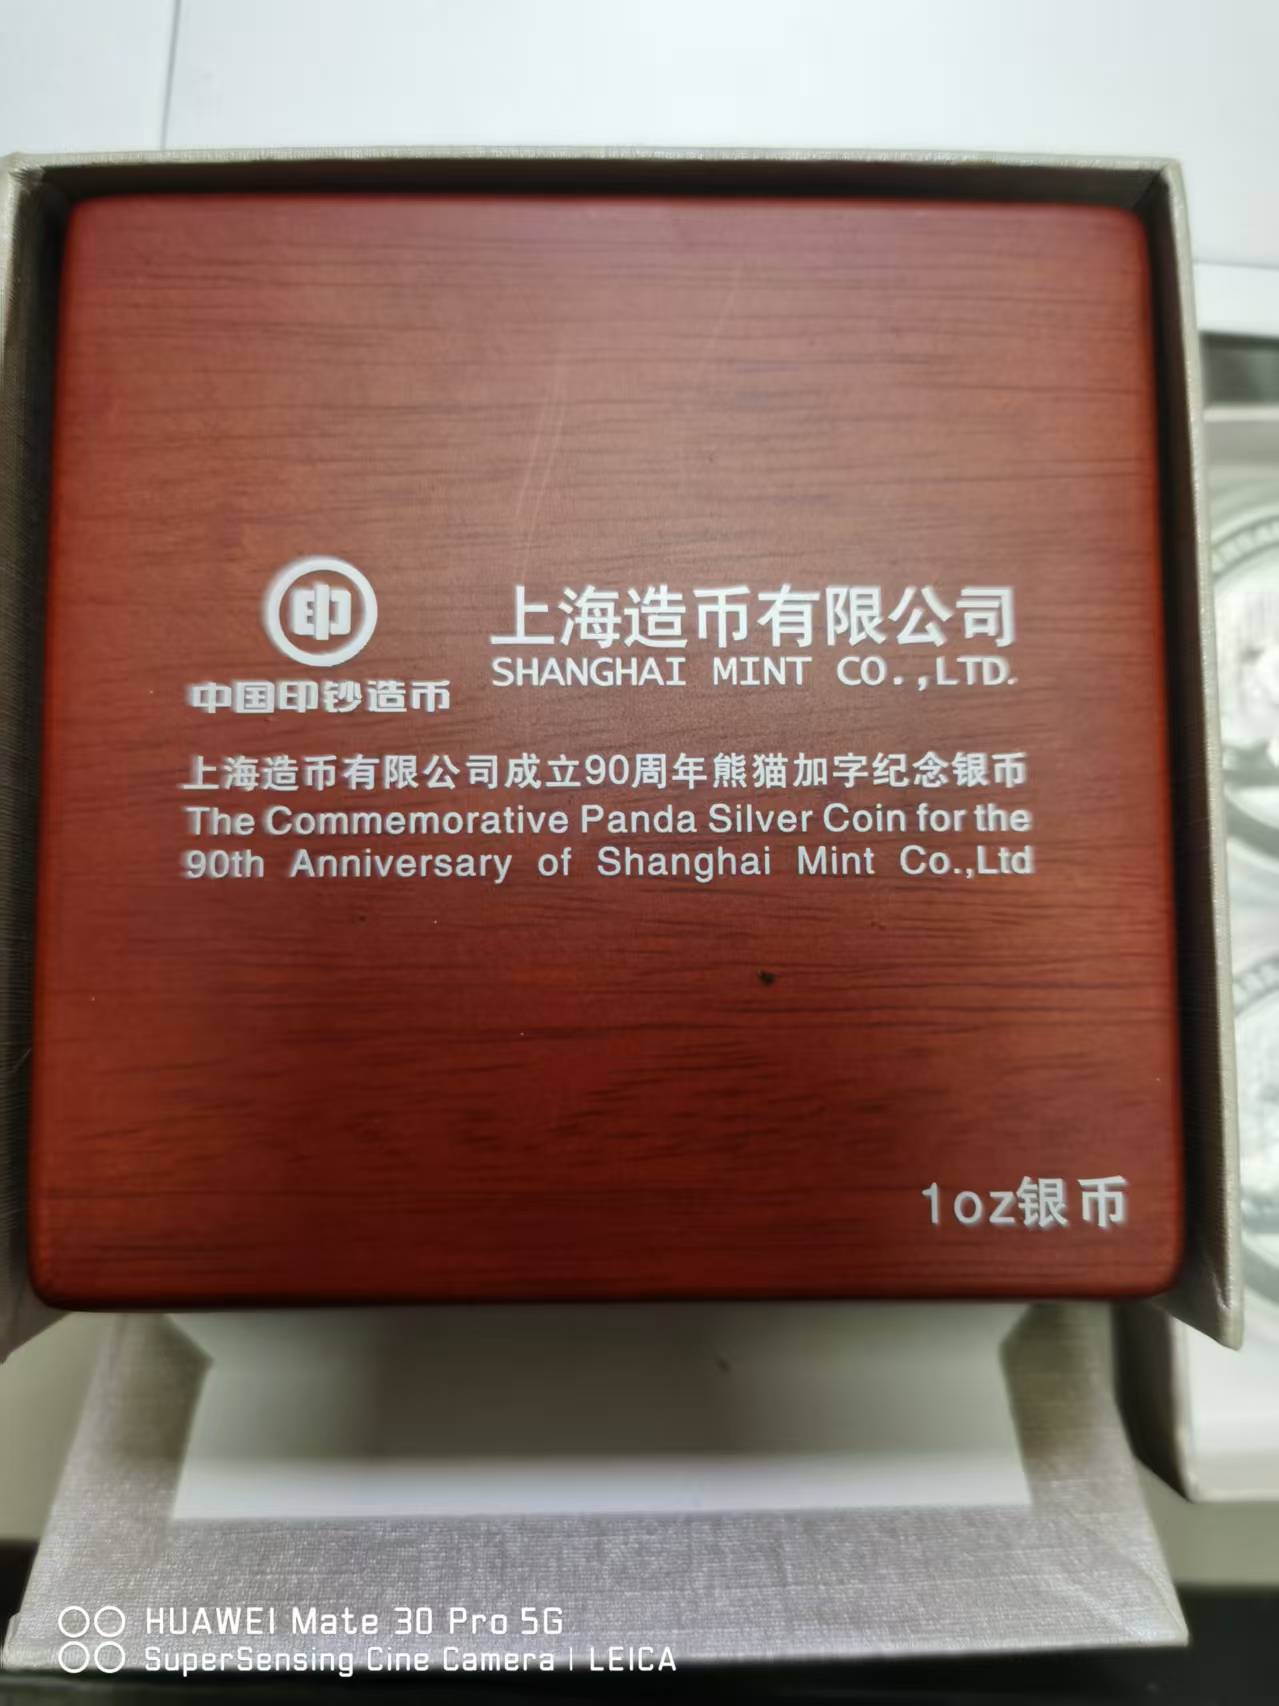 印
中国印钞造币
上海造币有限公司
SHANGHAI MINT CO.,LTD.
上海造币有限公司成立90周年熊猫加字纪念银币
The Commemorative Panda Silver Coin for the
90th Anniversary of Shanghai Mint Co.,Ltd
1oz银币
HUAWEI Mate 30 Pro 5G
SuperSensing Cine Camera | LEICA